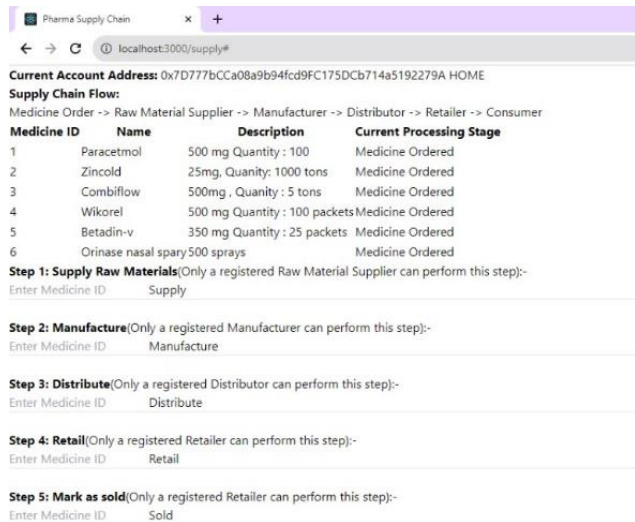 Pharma Supply Chain
localhost:3000/supply#
Current Account Address: 0x7D777bCCa08a9b94fcd9FC175DCb714a5192279A HOME
Supply Chain Flow:
Medicine Order -> Raw Material Supplier -> Manufacturer -> Distributor -> Retailer -> Consumer
Medicine ID Name Description Current Processing Stage
1 Paracetmol 500 mg Quantity : 100 Medicine Ordered
2 Zincold 25mg, Quanity: 1000 tons Medicine Ordered
3 Combiflow 500mg , Quanity : 5 tons Medicine Ordered
4 Wikorel 500 mg Quantity : 100 packets Medicine Ordered
5 Betadin-v 350 mg Quantity : 25 packets Medicine Ordered
6 Orinase nasal spary 500 sprays Medicine Ordered
Step 1: Supply Raw Materials(Only a registered Raw Material Supplier can perform this step):-
Enter Medicine ID Supply
Step 2: Manufacture(Only a registered Manufacturer can perform this step):-
Enter Medicine ID Manufacture
Step 3: Distribute(Only a registered Distributor can perform this step):-
Enter Medicine ID Distribute
Step 4: Retail(Only a registered Retailer can perform this step):-
Enter Medicine ID Retail
Step 5: Mark as sold(Only a registered Retailer can perform this step):-
Enter Medicine ID Sold